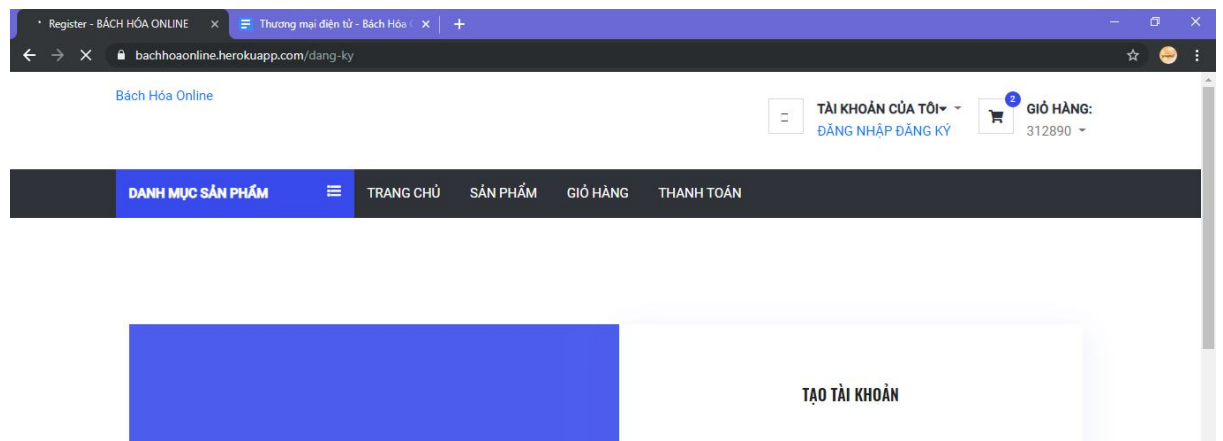 Register - BÁCH HÓA ONLINE
Thương mại điện tử - Bách Hóa
bachhoaonline.herokuapp.com/dang-ky
Bách Hóa Online
TÀI KHOẢN CỦA TÔI
ĐĂNG NHẬP ĐĂNG KÝ
2
GIỎ HÀNG:
312890
DANH MỤC SẢN PHẨM
TRANG CHỦ
SẢN PHẨM
GIỎ HÀNG
THANH TOÁN
TẠO TÀI KHOẢN